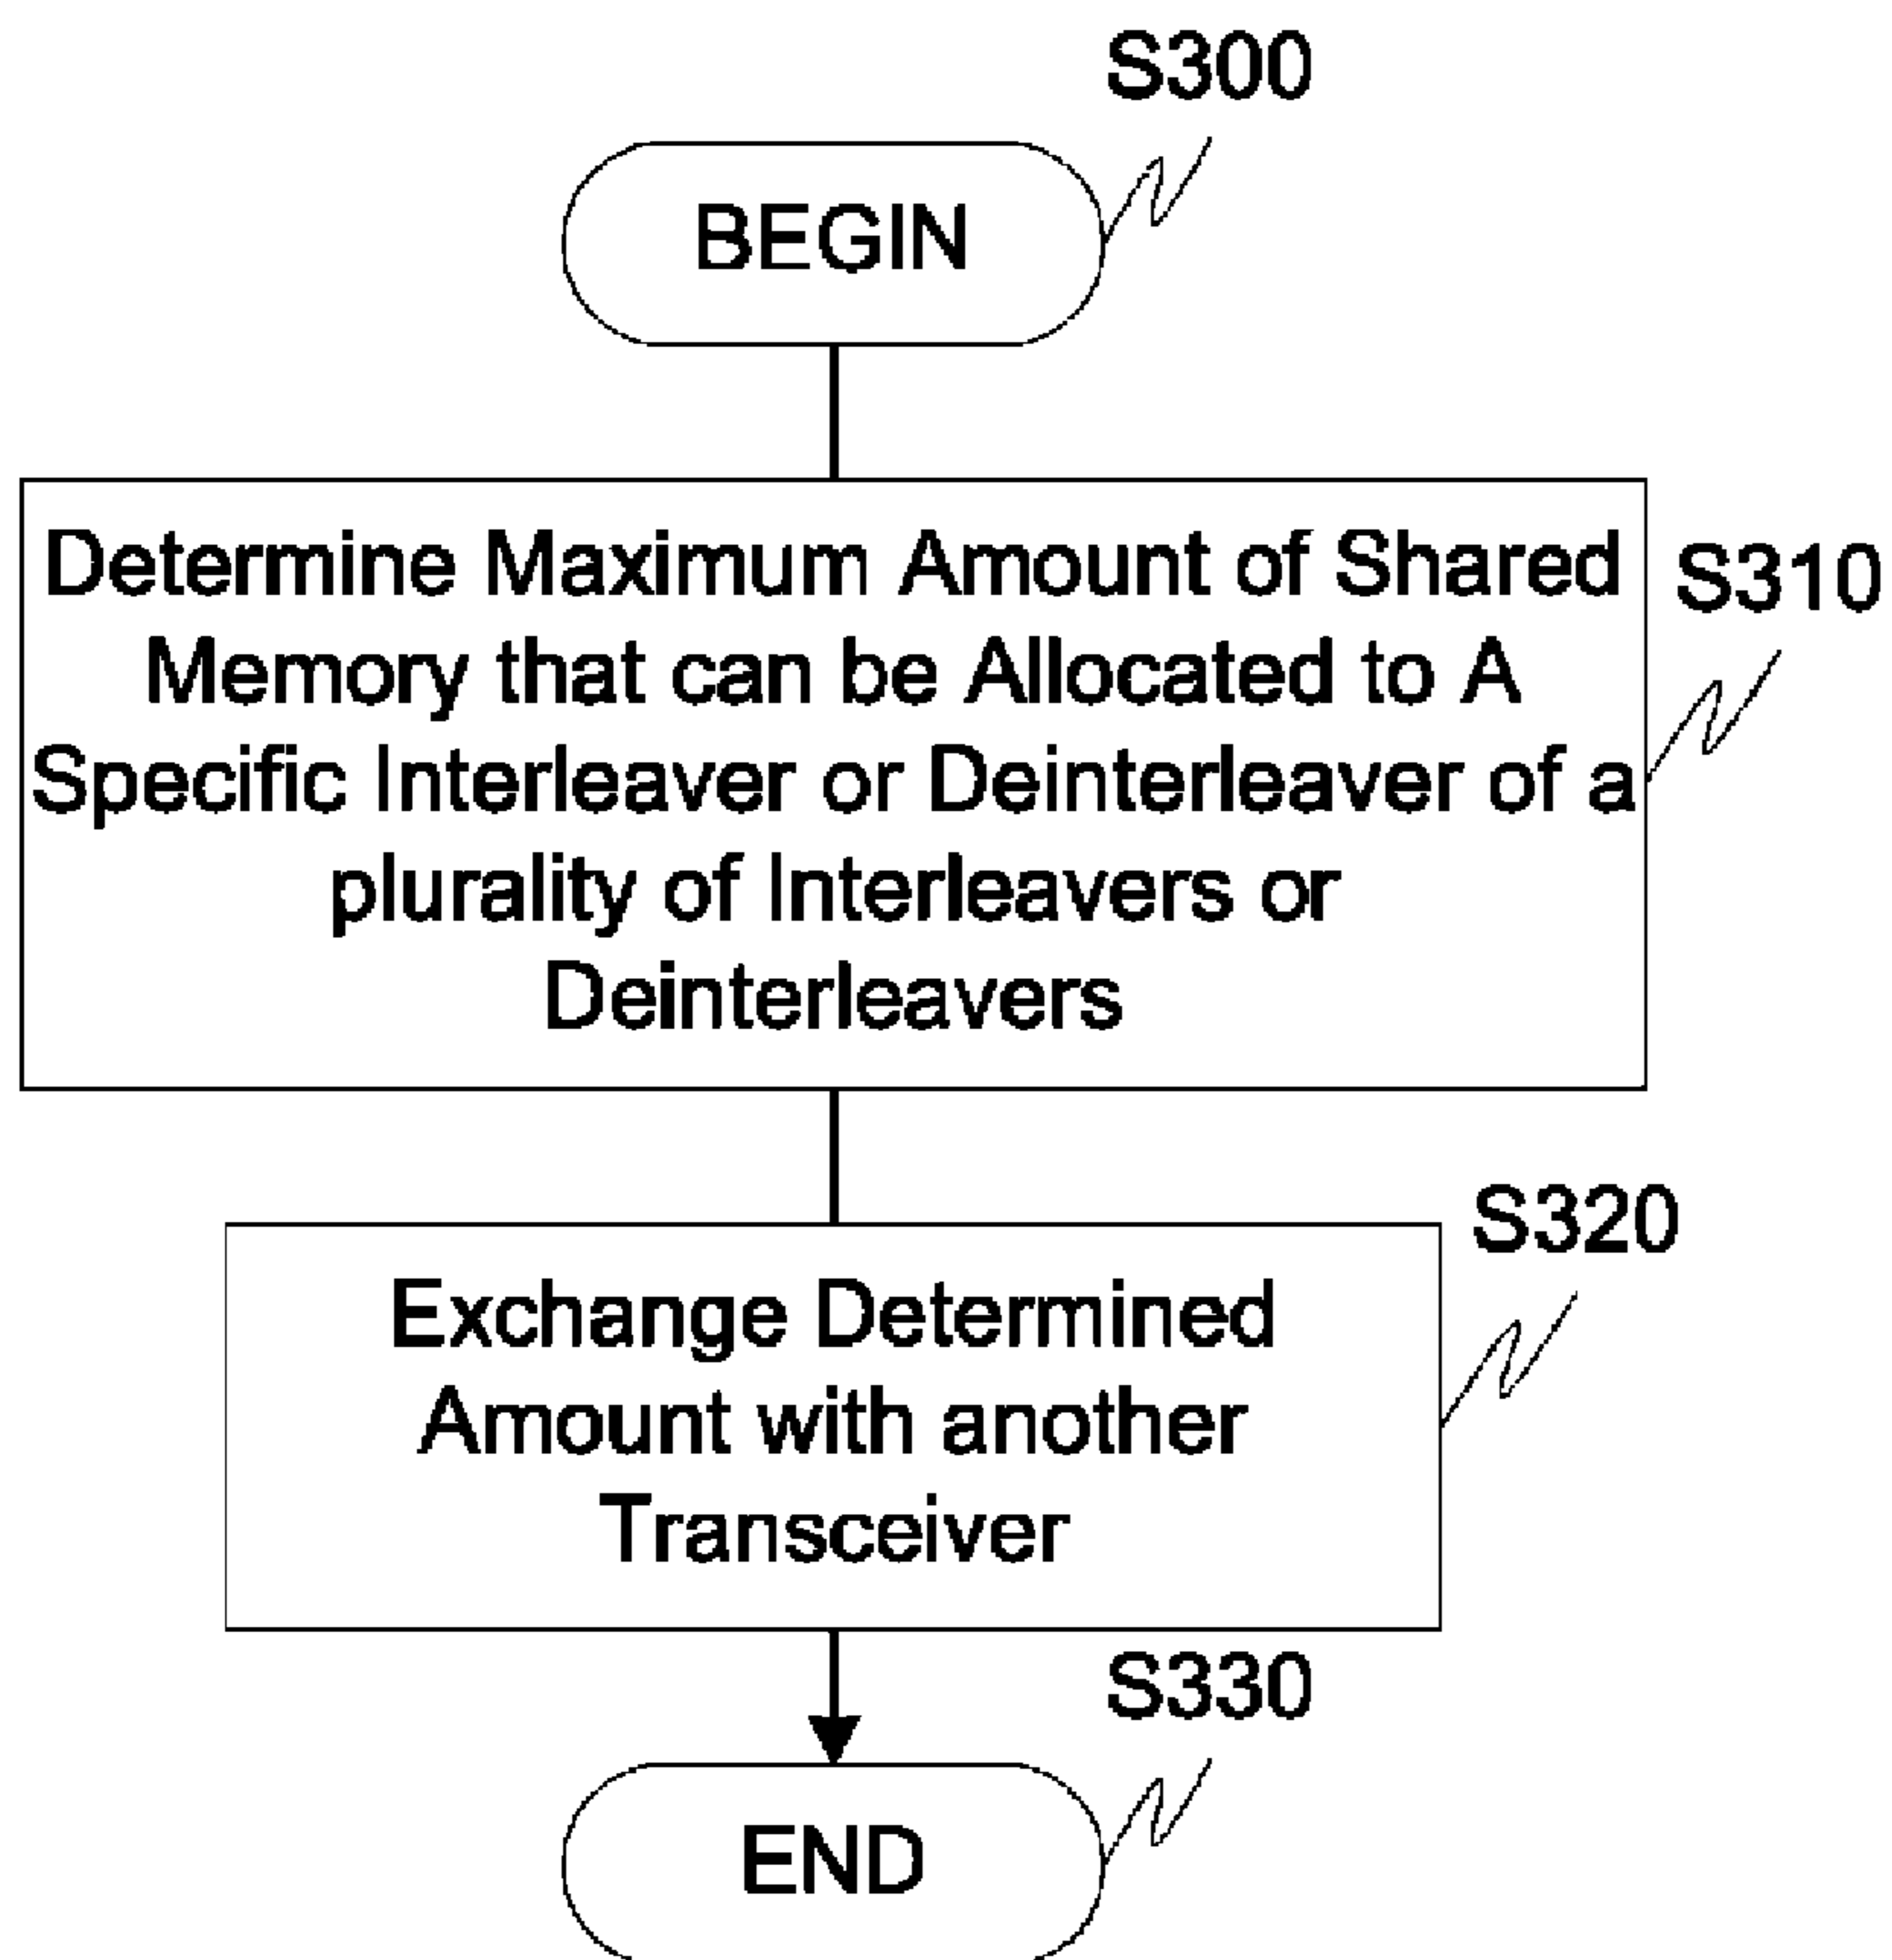 S300
BEGIN
Determine Maximum Amount of Shared
Memory that can be Allocated to A
Specific Interleaver or Deinterleaver of a
plurality of Interleavers or
Deinterleavers
S310
Exchange Determined
Amount with another
Transceiver
S320
S330
END